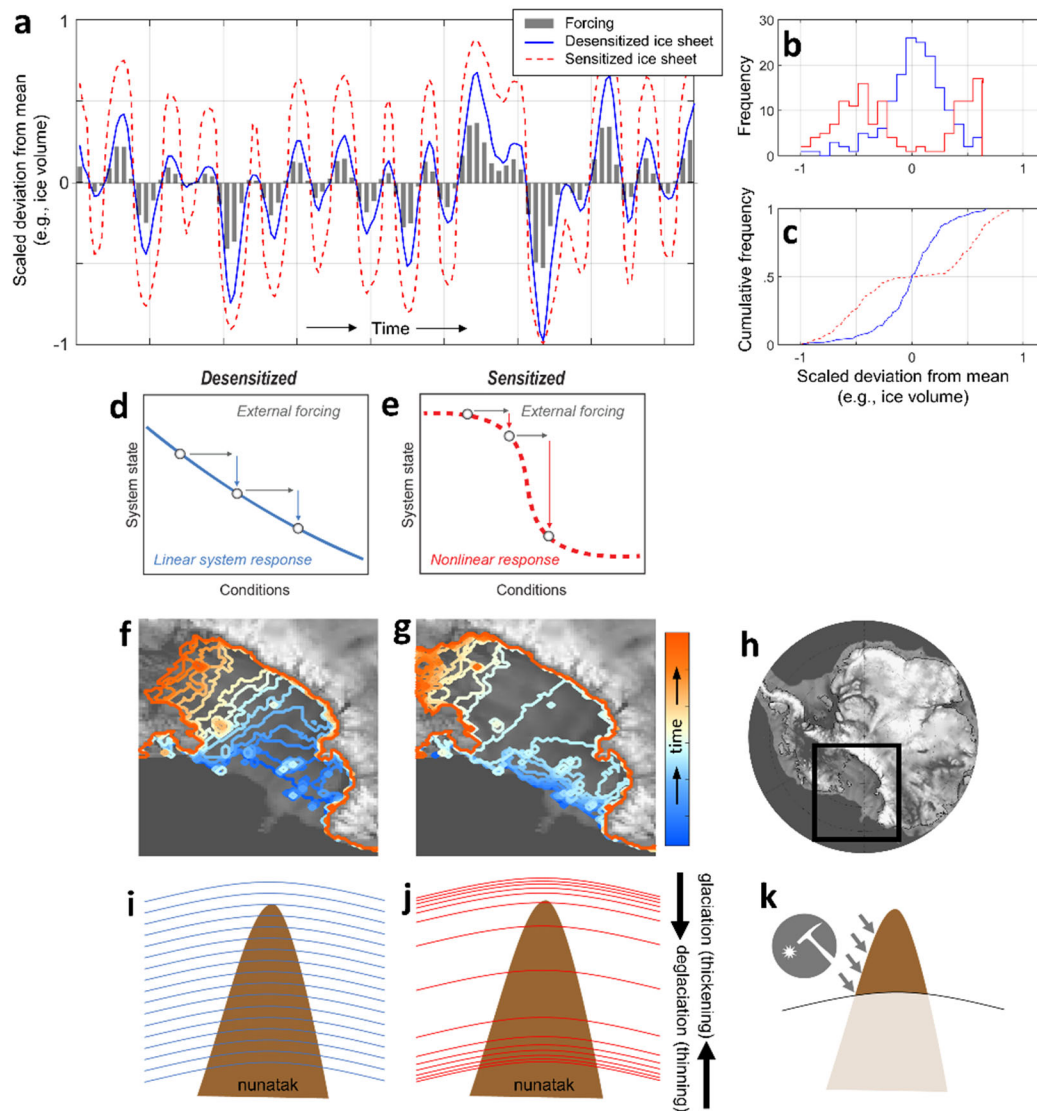 a
1
0
-1
Scaled deviation from mean
(e.g., ice volume)
Forcing
Desensitized ice sheet
Sensitized ice sheet
Time
b
30
20
10
0
Frequency
-1
0
1
c
1
.5
0
Cumulative frequency
-1
0
1
Scaled deviation from mean
(e.g., ice volume)
Desensitized
d
External forcing
System state
Linear system response
Conditions
Sensitized
e
External forcing
System state
Nonlinear response
Conditions
f
g
time
h
i
nunatak
j
nunatak
glaciation (thickening)
deglaciation (thinning)
k